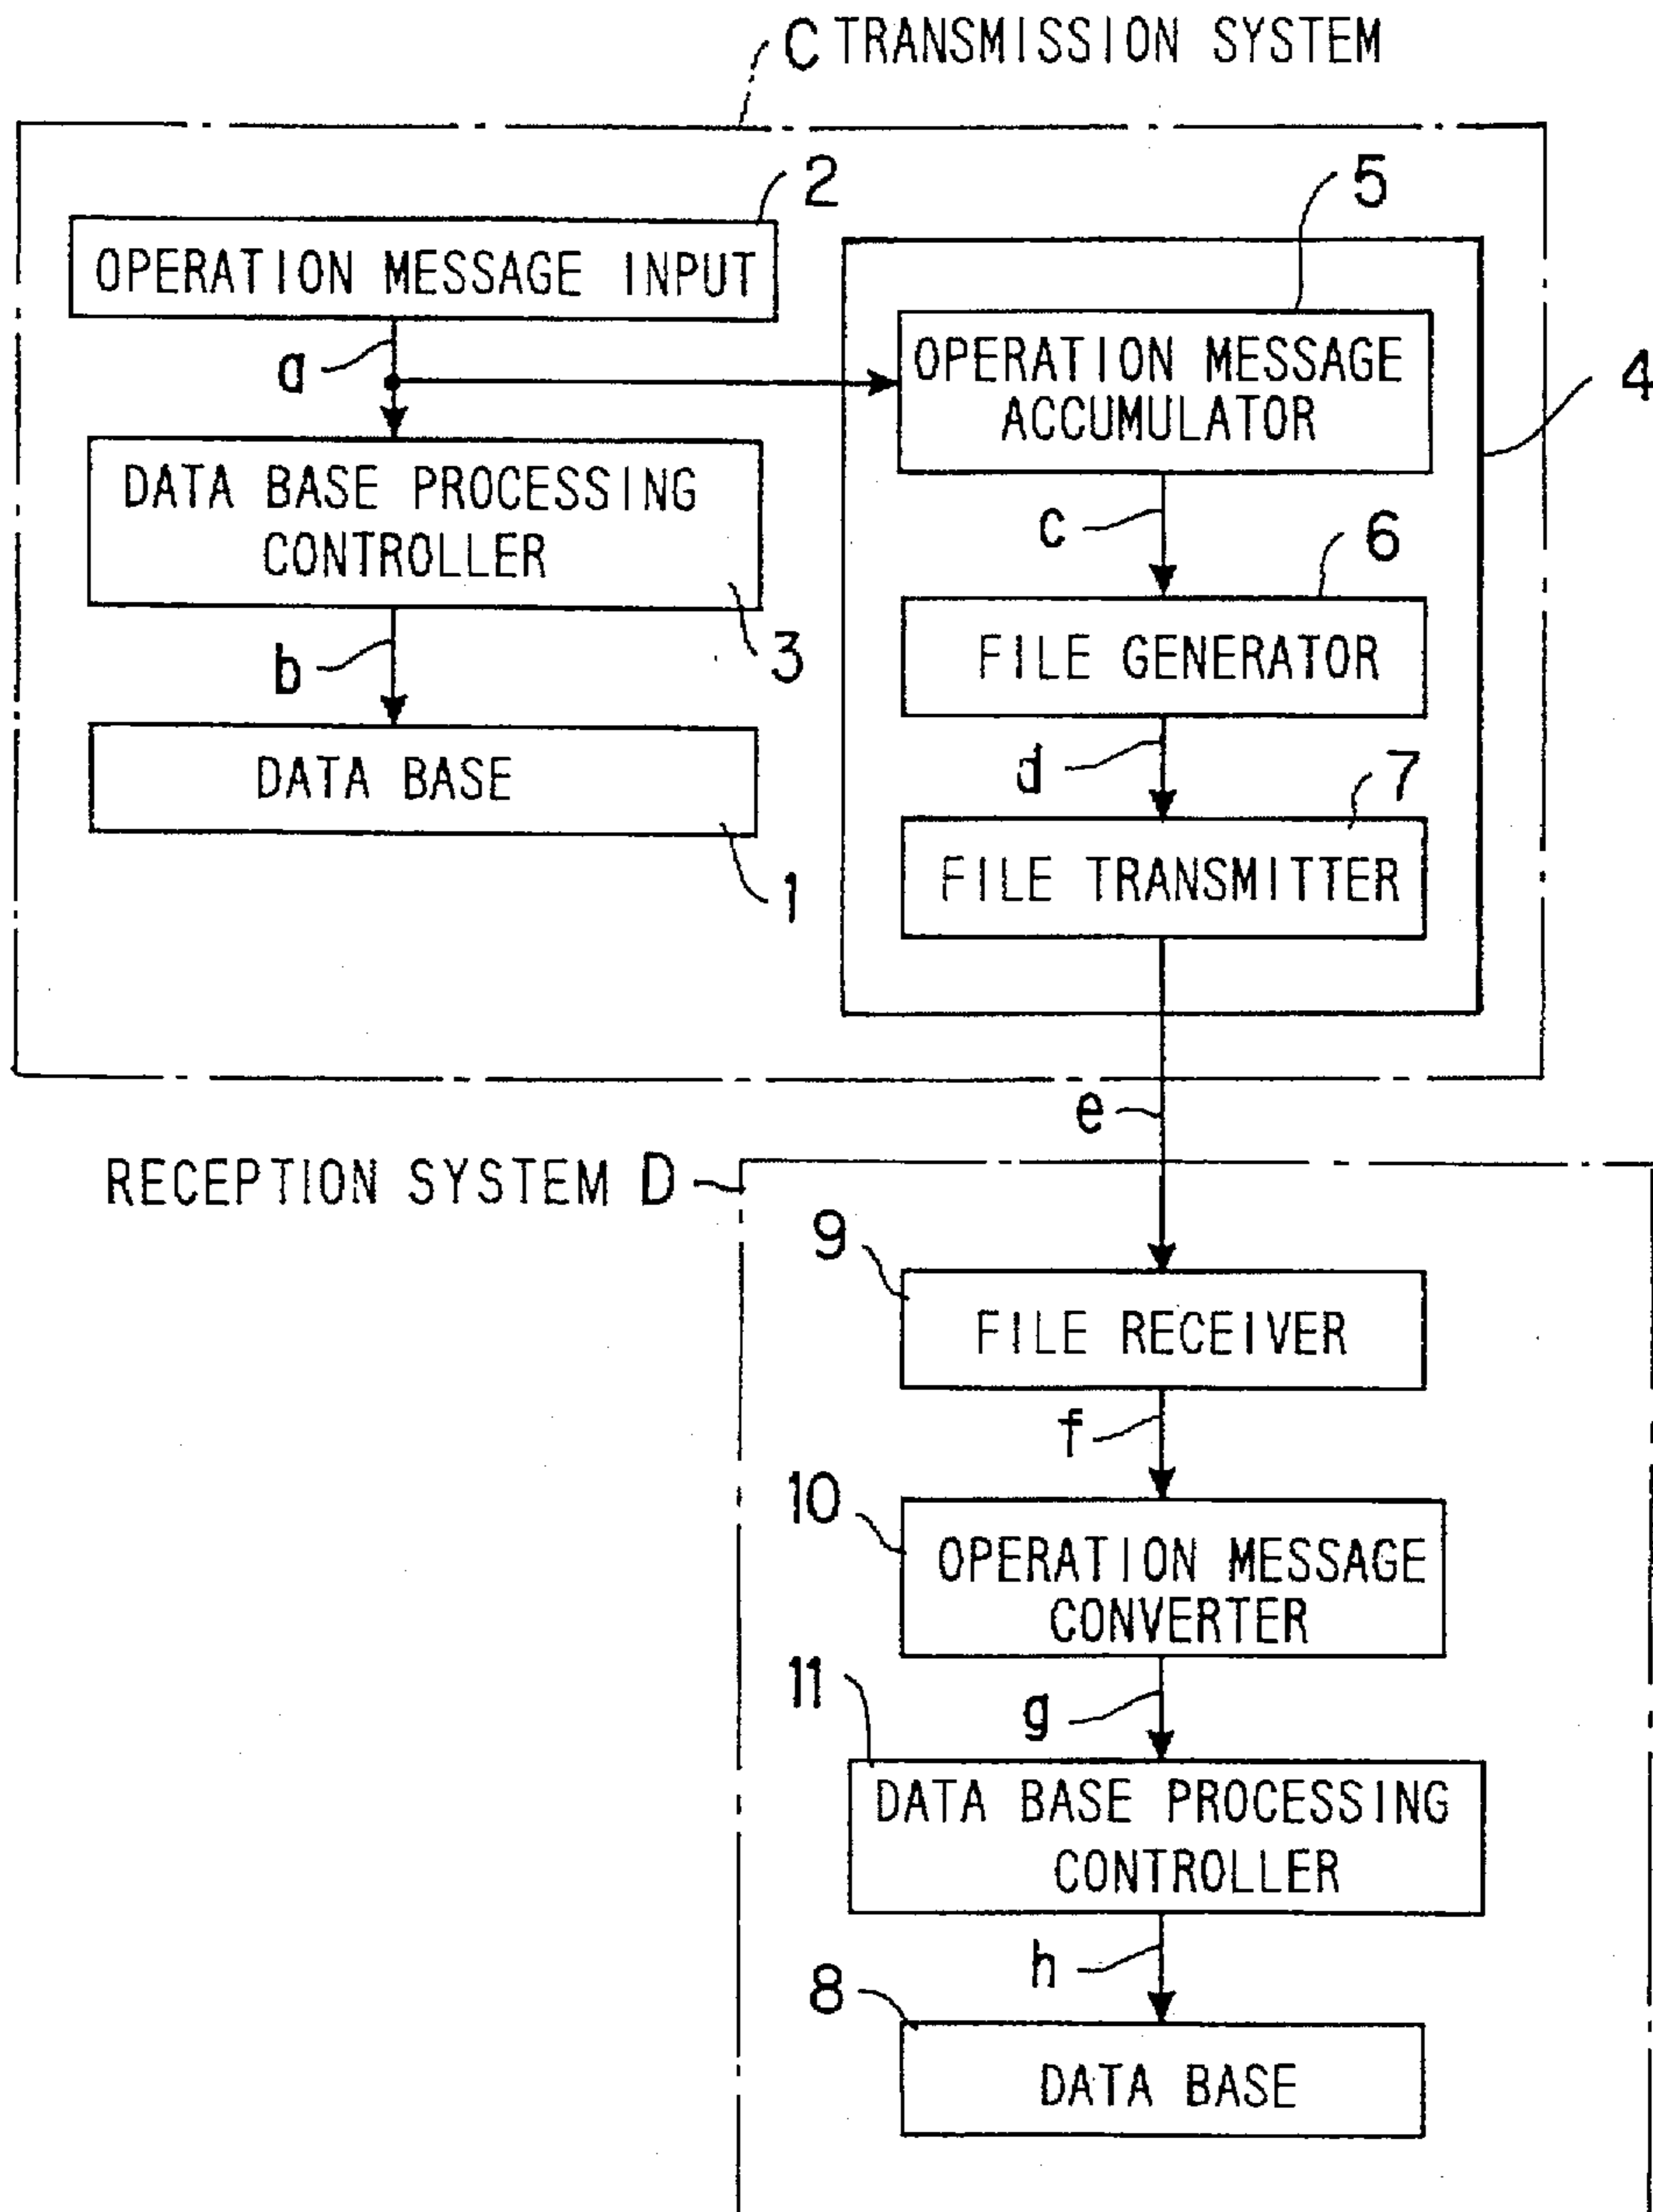 C TRANSMISSION SYSTEM
2
OPERATION MESSAGE INPUT
a
DATA BASE PROCESSING
CONTROLLER
3
b
DATA BASE
1
5
OPERATION MESSAGE
ACCUMULATOR
4
c
6
FILE GENERATOR
d
7
FILE TRANSMITTER
e
RECEPTION SYSTEM D
9
FILE RECEIVER
f
10
OPERATION MESSAGE
CONVERTER
g
11
DATA BASE PROCESSING
CONTROLLER
h
8
DATA BASE